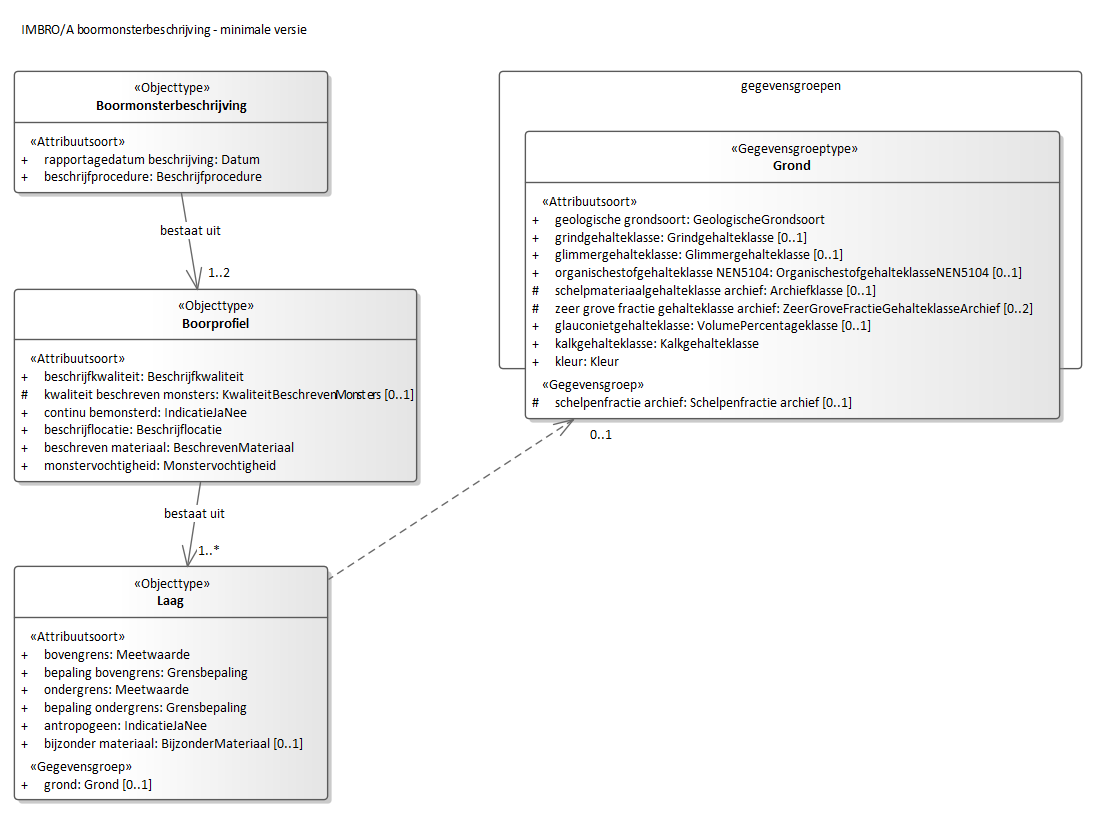 IMBRO/A boormonsterbeschrijving - minimale versie
«Objecttype»
Boormonsterbeschrijving
«Attribuutsoort»
+ rapportagedatum beschrijving: Datum
+ beschrijfprocedure: Beschrijfprocedure
bestaat uit
1..2
«Objecttype»
Boorprofiel
«Attribuutsoort»
+ beschrijfkwaliteit: Beschrijfkwaliteit
# kwaliteit beschreven monsters: KwaliteitBeschrevenMonsters [0..1]
+ continu bemonsterd: IndicatieJaNee
+ beschrijflocatie: Beschrijflocatie
+ beschreven materiaal: BeschrevenMateriaal
+ monstervochtigheid: Monstervochtigheid
bestaat uit
1..*
«Objecttype»
Laag
«Attribuutsoort»
+ bovengrens: Meetwaarde
+ bepaling bovengrens: Grensbepaling
+ ondergrens: Meetwaarde
+ bepaling ondergrens: Grensbepaling
+ antropogeen: IndicatieJaNee
+ bijzonder materiaal: BijzonderMateriaal [0..1]
«Gegevensgroep»
+ grond: Grond [0..1]
gegevensgroepen
«Gegevensgroeptype»
Grond
«Attribuutsoort»
+ geologische grondsoort: GeologischeGrondsoort
+ grindgehalteklasse: Grindgehalteklasse [0..1]
+ glimmergehalteklasse: Glimmergehalteklasse [0..1]
+ organischestofgehalteklasse NEN5104: OrganischestofgehalteklasseNEN5104 [0..1]
# schelpmateriaalgehalteklasse archief: Archiefklasse [0..1]
# zeer grove fractie gehalteklasse archief: ZeerGroveFractieGehalteklasseArchief [0..2]
+ glauconietgehalteklasse: VolumePercentageklasse [0..1]
+ kalkgehalteklasse: Kalkgehalteklasse
+ kleur: Kleur
«Gegevensgroep»
# schelpenfractie archief: Schelpenfractie archief [0..1]
0..1